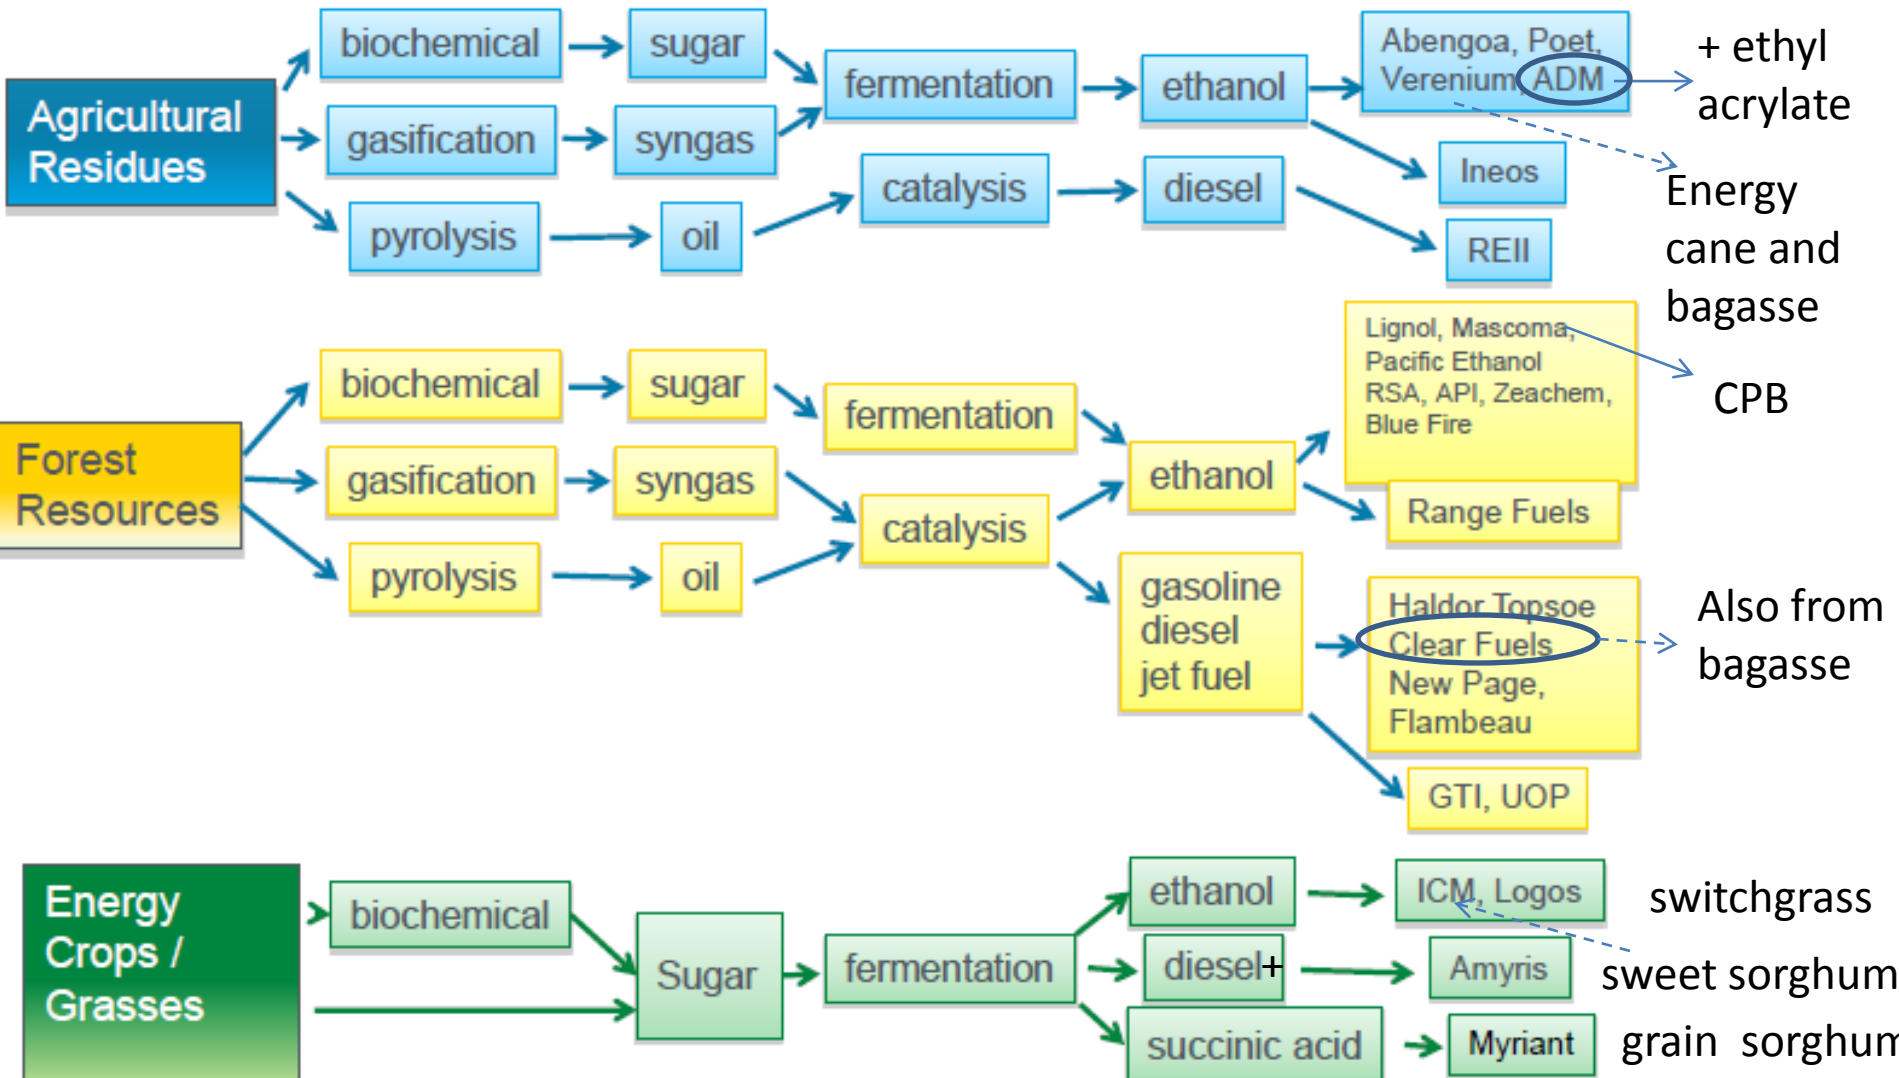 Agricultural
Residues
biochemical
sugar
gasification
syngas
pyrolysis
oil
fermentation
ethanol
catalysis
diesel
Abengoa, Poet,
Verenium, ADM
Ineos
REII
+ ethyl
acrylate
Energy
cane and
bagasse
Forest
Resources
biochemical
sugar
gasification
syngas
pyrolysis
oil
fermentation
catalysis
ethanol
gasoline
diesel
jet fuel
Lignol, Mascoma,
Pacific Ethanol
RSA, API, Zeachem,
Blue Fire
Range Fuels
CPB
Haldor Topsoe
Clear Fuels
New Page,
Flambeau
GTI, UOP
Also from
bagasse
Energy
Crops /
Grasses
biochemical
Sugar
fermentation
ethanol
ICM, Logos
switchgrass
diesel+
Amyris
sweet sorghum
succinic acid
Myriant
grain sorghum